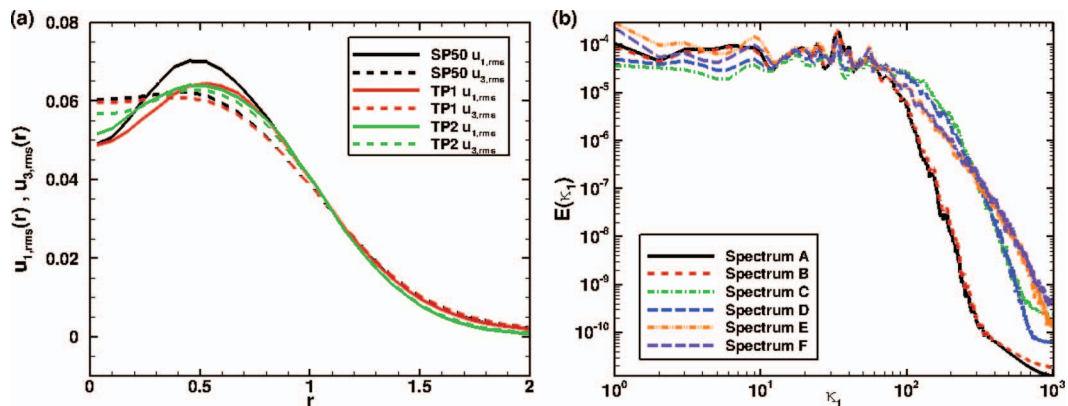 (a)
u1,rms(r) , u3,rms(r)
0.08
0.06
0.04
0.02
0
SP50 u1,rms
SP50 u3,rms
TP1 u1,rms
TP1 u3,rms
TP2 u1,rms
TP2 u3,rms
0 0.5 1 1.5 2
r
(b)
E(κ1)
10-4
10-5
10-6
10-7
10-8
10-9
10-10
Spectrum A
Spectrum B
Spectrum C
Spectrum D
Spectrum E
Spectrum F
100 101 102 103
κ1